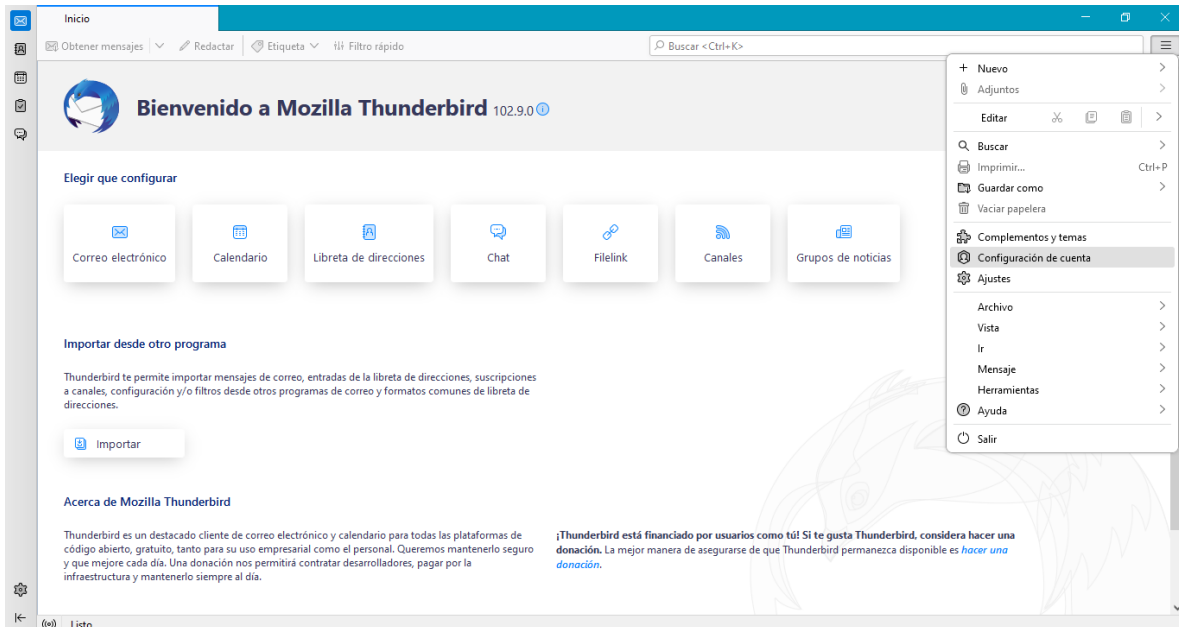 Inicio
Obtener mensajes
Redactar
Etiqueta
Filtro rápido
Buscar <Ctrl+K>
Bienvenido a Mozilla Thunderbird 102.9.0
Elegir que configurar
Correo electrónico
Calendario
Libreta de direcciones
Chat
Filelink
Canales
Grupos de noticias
Importar desde otro programa
Thunderbird te permite importar mensajes de correo, entradas de la libreta de direcciones, suscripciones
a canales, configuración y/o filtros desde otros programas de correo y formatos comunes de libreta de
direcciones.
Importar
Acerca de Mozilla Thunderbird
Thunderbird es un destacado cliente de correo electrónico y calendario para todas las plataformas de
código abierto, gratuito, tanto para su uso empresarial como el personal. Queremos mantenerlo seguro
y que mejore cada día. Una donación nos permitirá contratar desarrolladores, pagar por la
infraestructura y mantenerlo siempre al día.
¡Thunderbird está financiado por usuarios como tú! Si te gusta Thunderbird, considera hacer una
donación. La mejor manera de asegurarse de que Thunderbird permanezca disponible es hacer una
donación.
Nuevo
Adjuntos
Editar
Buscar
Imprimir... Ctrl+P
Guardar como
Vaciar papelera
Complementos y temas
Configuración de cuenta
Ajustes
Archivo
Vista
Ir
Mensaje
Herramientas
Ayuda
Salir
Listo